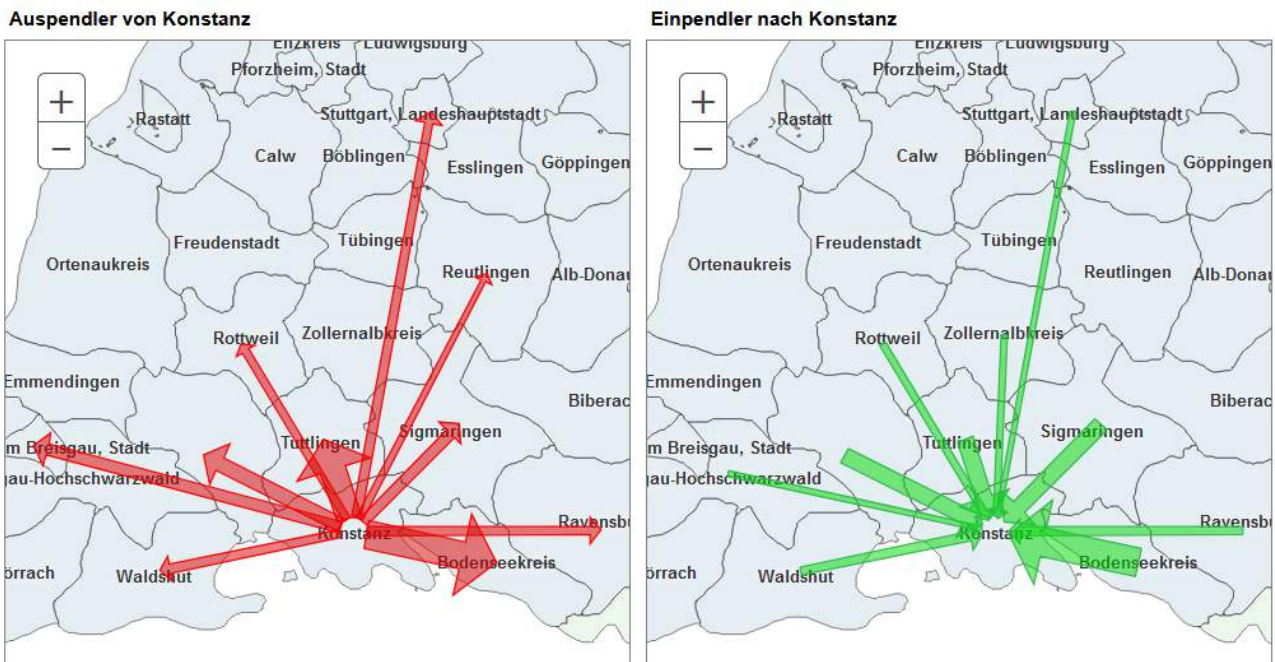 Auspendler von Konstanz
Enzkreis Ludwigsburg
Pforzheim, Stadt
+
Rastatt
Stuttgart, Landeshauptstadt
−
Calw Böblingen
Esslingen Göppingen
Freudenstadt Tübingen
Ortenaukreis
Reutlingen Alb-Donau
Rottweil Zollernalbkreis
Emmendingen
Biberac
Sigmaringen
Tuttlingen
m Breisgau, Stadt
gau-Hochschwarzwald
Ravensbu
Konstanz
Bodenseekreis
örrach Waldshut
Einpendler nach Konstanz
Enzkreis Ludwigsburg
Pforzheim, Stadt
+
Rastatt
Stuttgart, Landeshauptstadt
−
Calw Böblingen
Esslingen Göppingen
Freudenstadt Tübingen
Ortenaukreis
Reutlingen Alb-Donau
Rottweil Zollernalbkreis
Emmendingen
Biberac
Sigmaringen
Tuttlingen
m Breisgau, Stadt
gau-Hochschwarzwald
Ravensbu
Konstanz
Bodenseekreis
örrach Waldshut